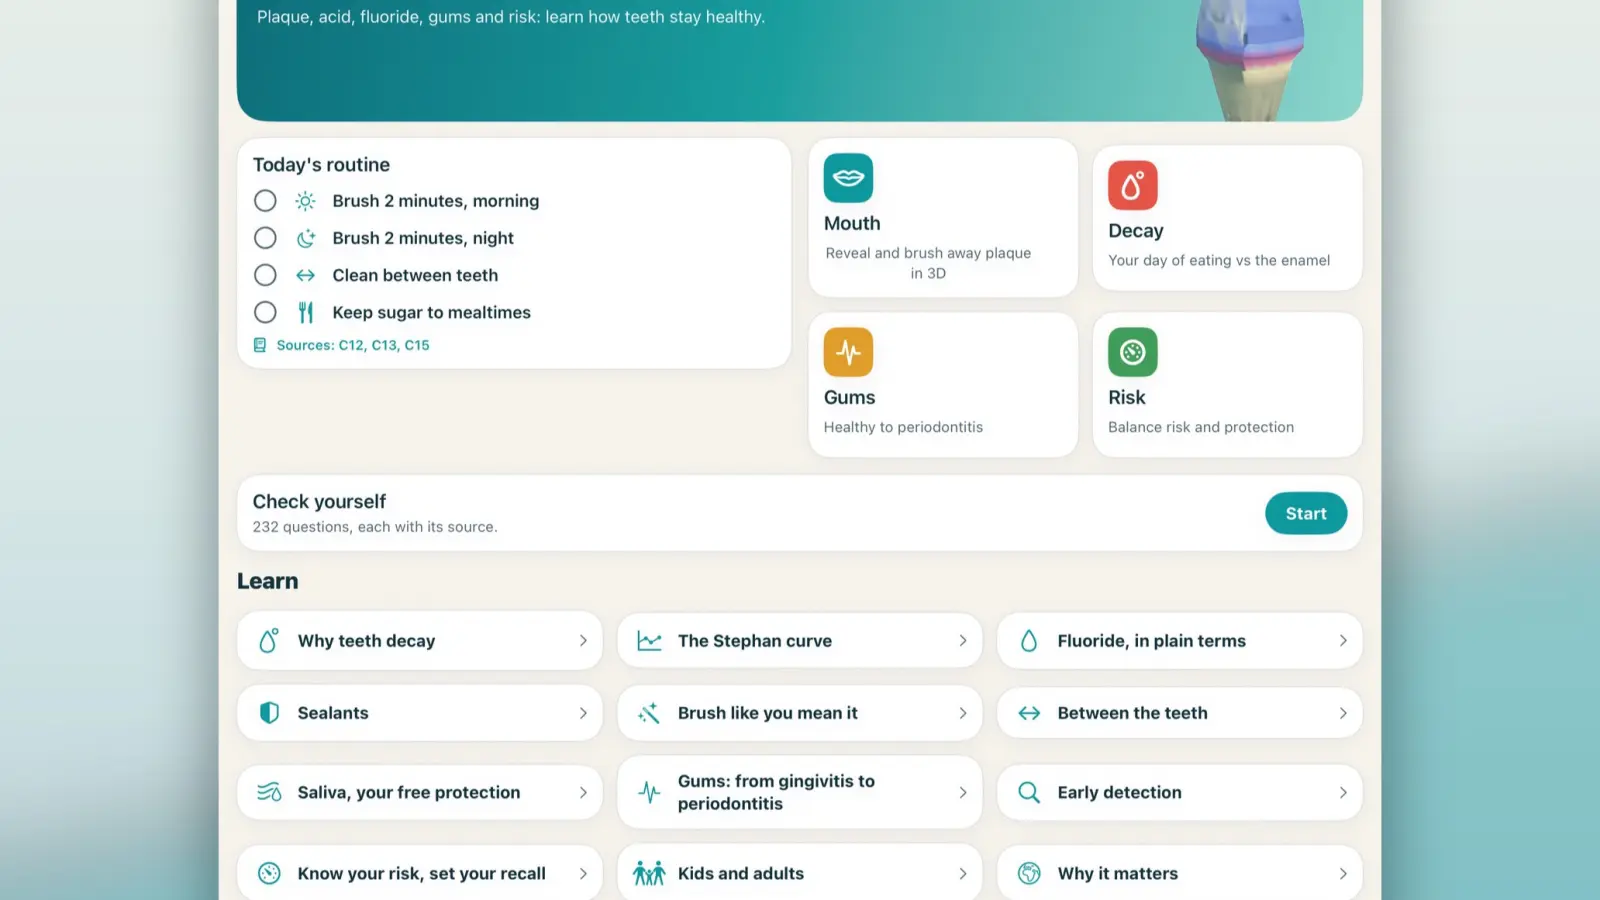 Plaque, acid, fluoride, gums and risk: learn how teeth stay healthy.
Today's routine
Brush 2 minutes, morning
Brush 2 minutes, night
Clean between teeth
Keep sugar to mealtimes
Sources: C12, C13, C15
Mouth
Reveal and brush away plaque
in 3D
Decay
Your day of eating vs the enamel
Gums
Healthy to periodontitis
Risk
Balance risk and protection
Check yourself
232 questions, each with its source.
Start
Learn
Why teeth decay
The Stephan curve
Fluoride, in plain terms
Sealants
Brush like you mean it
Between the teeth
Saliva, your free protection
Gums: from gingivitis to
periodontitis
Early detection
Know your risk, set your recall
Kids and adults
Why it matters